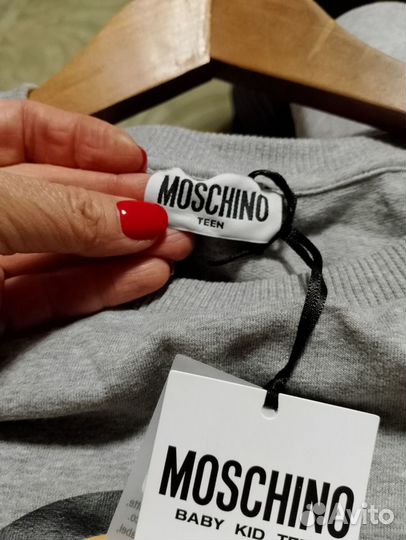 MOSCHINO
TEEN
MOSCHINO
BABY KID TEEN
Avito